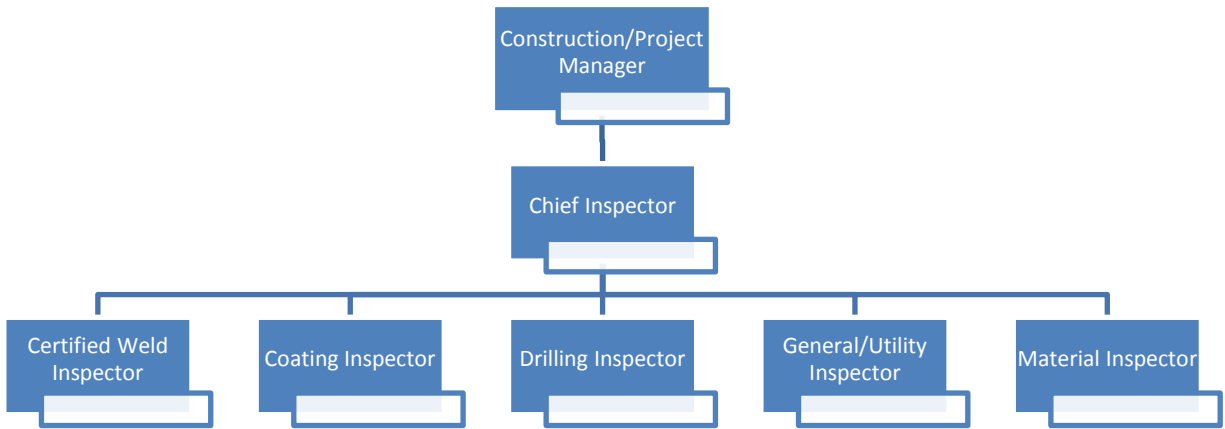 Construction/Project
Manager
Chief Inspector
Certified Weld
Inspector
Coating Inspector
Drilling Inspector
General/Utility
Inspector
Material Inspector